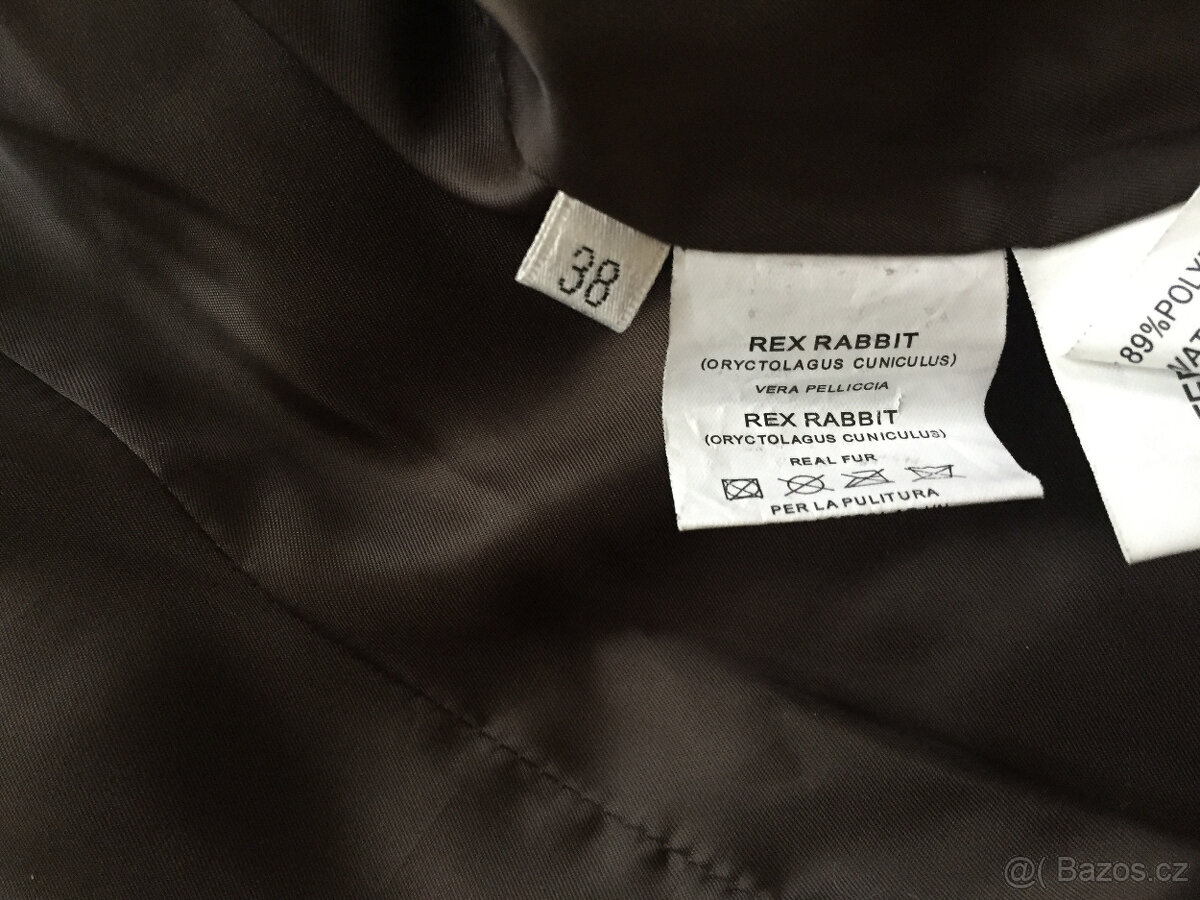 38
REX RABBIT
(ORYCTOLAGUS CUNICULUS)
VERA PELLICCIA
REX RABBIT
(ORYCTOLAGUS CUNICULUS)
REAL FUR
PER LA PULITURA
89%POLY
@( Bazos.cz